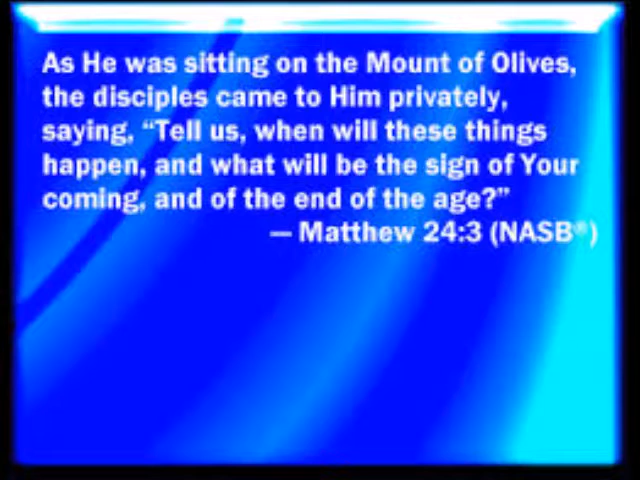 As He was sitting on the Mount of Olives,
the disciples came to Him privately,
saying, “Tell us, when will these things
happen, and what will be the sign of Your
coming, and of the end of the age?”
— Matthew 24:3 (NASB®)